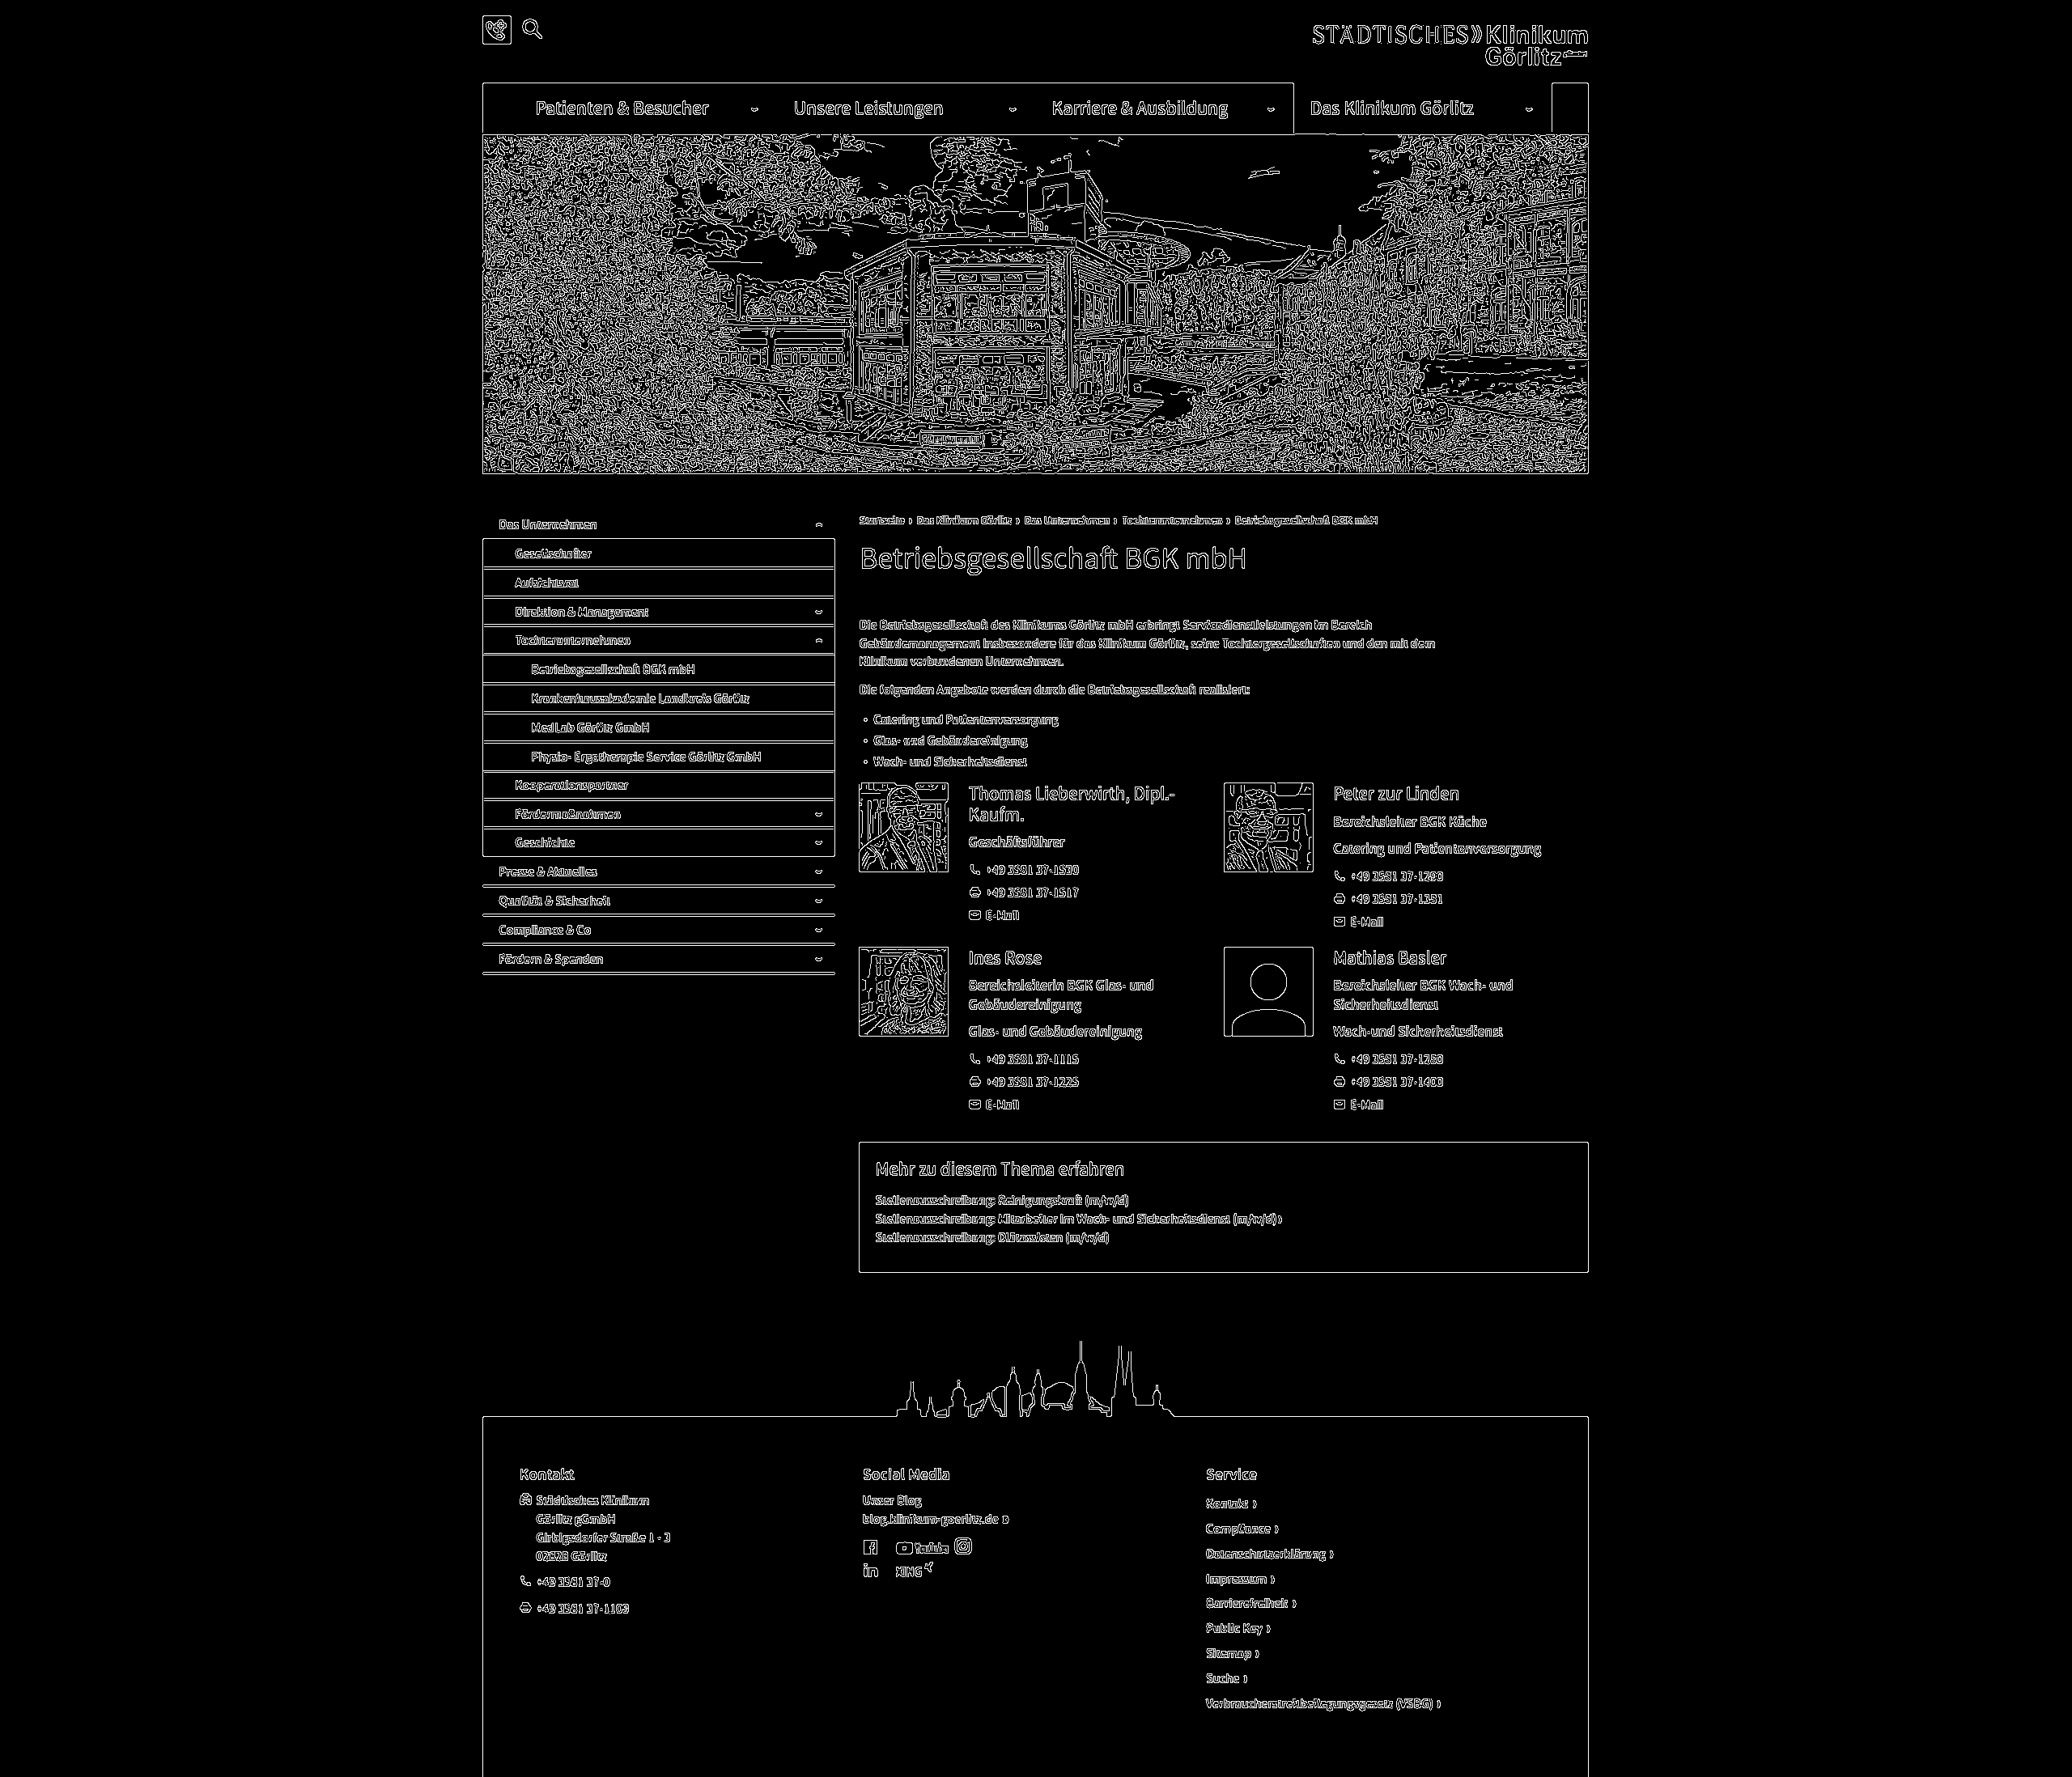 STÄDTISCHES Klinikum
Görlitz
Patienten & Besucher
Unsere Leistungen
Karriere & Ausbildung
Das Klinikum Görlitz
Startseite › Das Klinikum Görlitz › Das Unternehmen › Tochterunternehmen › Betriebsgesellschaft BGK mbH
Das Unternehmen
Gesellschafter
Aufsichtsrat
Direktion & Management
Tochterunternehmen
Betriebsgesellschaft BGK mbH
Krankenhausakademie Landkreis Görlitz
MedLab Görlitz GmbH
Physio- Ergotherapie Service Görlitz GmbH
Kooperationspartner
Fördermaßnahmen
Geschichte
Presse & Aktuelles
Qualität & Sicherheit
Compliance & Co
Fördern & Spenden
Betriebsgesellschaft BGK mbH
Die Betriebsgesellschaft des Klinikums Görlitz mbH erbringt Servicedienstleistungen im Bereich
Gebäudemanagement insbesondere für das Klinikum Görlitz, seine Tochtergesellschaften und den mit dem
Klinikum verbundenen Unternehmen.
Die folgenden Angebote werden durch die Betriebsgesellschaft realisiert:
Catering und Patientenversorgung
Glas- und Gebäudereinigung
Wach- und Sicherheitsdienst
Thomas Lieberwirth, Dipl.-
Kaufm.
Geschäftsführer
+49 3581 37-1530
+49 3581 37-1517
E-Mail
Peter zur Linden
Bereichsleiter BGK Küche
Catering und Patientenversorgung
+49 3581 37-
+49 3581 37-1351
E-Mail
Ines Rose
Bereichsleiterin BGK Glas- und
Gebäudereinigung
Glas- und Gebäudereinigung
+49 3581 37-1115
+49 3581 37-1225
E-Mail
Mathias Basler
Bereichsleiter BGK Wach- und
Sicherheitsdienst
Wach-und Sicherheitsdienst
+49 3581 37-
+49 3581 37-
E-Mail
Mehr zu diesem Thema erfahren
Stellenausschreibung: Reinigungskraft (m/w/d)
Stellenausschreibung: Mitarbeiter im Wach- und Sicherheitsdienst (m/w/d) ›
Stellenausschreibung: Diätassistent (m/w/d)
Kontakt
Städtisches Klinikum
Görlitz gGmbH
Girbigsdorfer Straße 1 - 3
02828 Görlitz
+49 3581 37-0
+49 3581 37-
Social Media
Unser Blog
blog.klinikum-goerlitz.de
YouTube
in
XING
Service
Kontakt ›
Compliance ›
Datenschutzerklärung ›
Impressum ›
Barrierefreiheit ›
Public Key ›
Sitemap ›
Suche ›
Verbraucherstreitbeilegungsgesetz (VSBG) ›